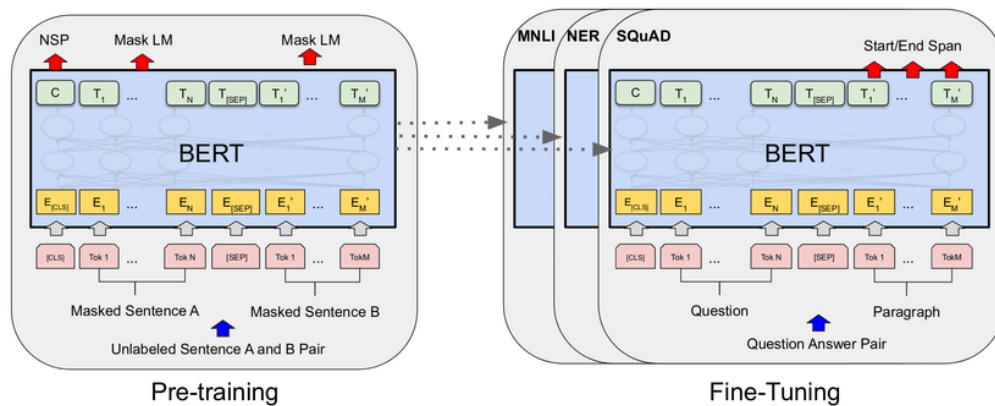 NSP Mask LM Mask LM
C T1 ... TN T[SEP] T1' ... TM'
...
...
BERT
E[CLS] E1 ... EN E[SEP] E1' ... EM'
[CLS] Tok 1 ... Tok N [SEP] Tok 1 ... TokM
Masked Sentence A Masked Sentence B
Unlabeled Sentence A and B Pair
Pre-training
MNLI NER SQuAD
Start/End Span
C T1 ... TN T[SEP] T1' ... TM'
...
...
BERT
E[CLS] E1 ... EN E[SEP] E1' ... EM'
[CLS] Tok 1 ... Tok N [SEP] Tok 1 ... TokM
Question Paragraph
Question Answer Pair
Fine-Tuning